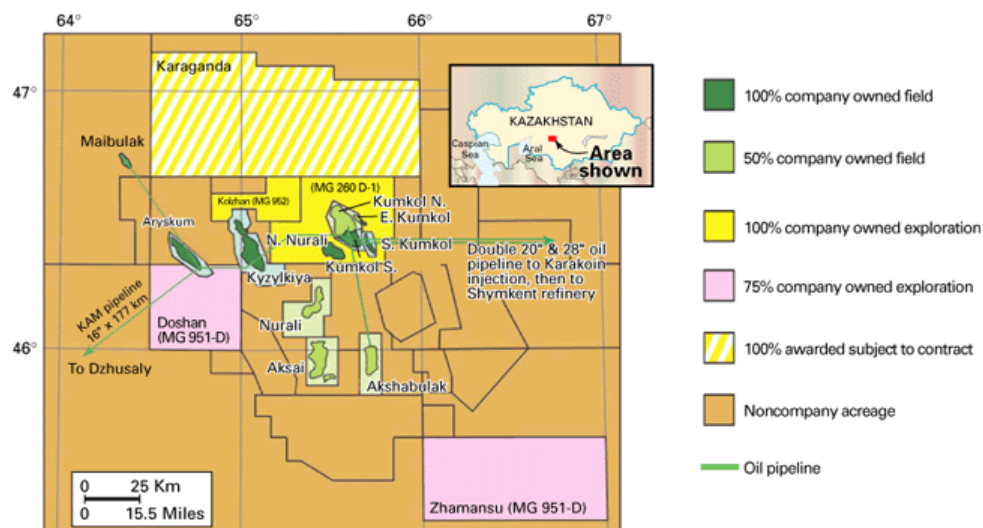 64°
65°
66°
67°
47°
46°
Karaganda
Maibulak
Aryskum
Kolzhan (MG 952)
(MG 260 D-1)
Kumkol N.
E. Kumkol
N. Nurali
S. Kumkol
Kumkol S.
Kyzylkiya
Double 20" & 28" oil
pipeline to Karakoin
injection, then to
Shymkent refinery
KAM pipeline
16" x 177 km
To Dzhusaly
Doshan
(MG 951-D)
Nurali
Aksai
Akshabulak
Zhamansu (MG 951-D)
0 25 Km
0 15.5 Miles
KAZAKHSTAN
Caspian
Sea
Aral
Sea
Area
shown
100% company owned field
50% company owned field
100% company owned exploration
75% company owned exploration
100% awarded subject to contract
Noncompany acreage
Oil pipeline